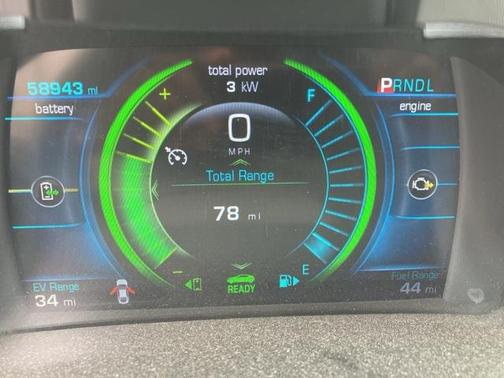 58943 mi
total power
3 kW
PRNDL
battery
+
F
engine
0
MPH
Total Range
78 mi
-
E
READY
EV Range
34 mi
Fuel Range
44 mi